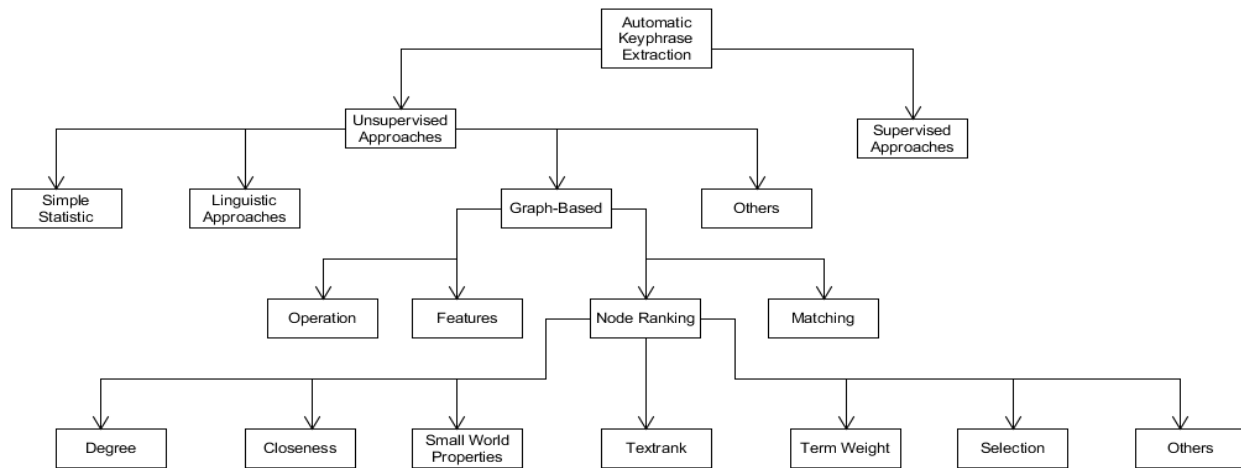 Automatic
Keyphrase
Extraction
Unsupervised
Approaches
Supervised
Approaches
Simple
Statistic
Linguistic
Approaches
Graph-Based
Others
Operation
Features
Node Ranking
Matching
Degree
Closeness
Small World
Properties
Textrank
Term Weight
Selection
Others